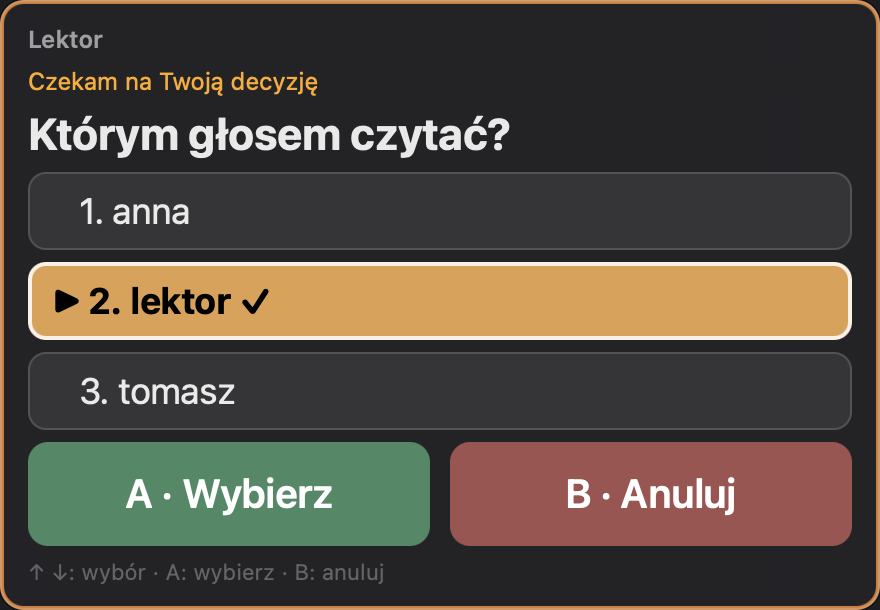 Lektor
Czekam na Twoją decyzję
Którym głosem czytać?
1. anna
▶ 2. lektor ✓
3. tomasz
A · Wybierz
B · Anuluj
↑ ↓: wybór · A: wybierz · B: anuluj